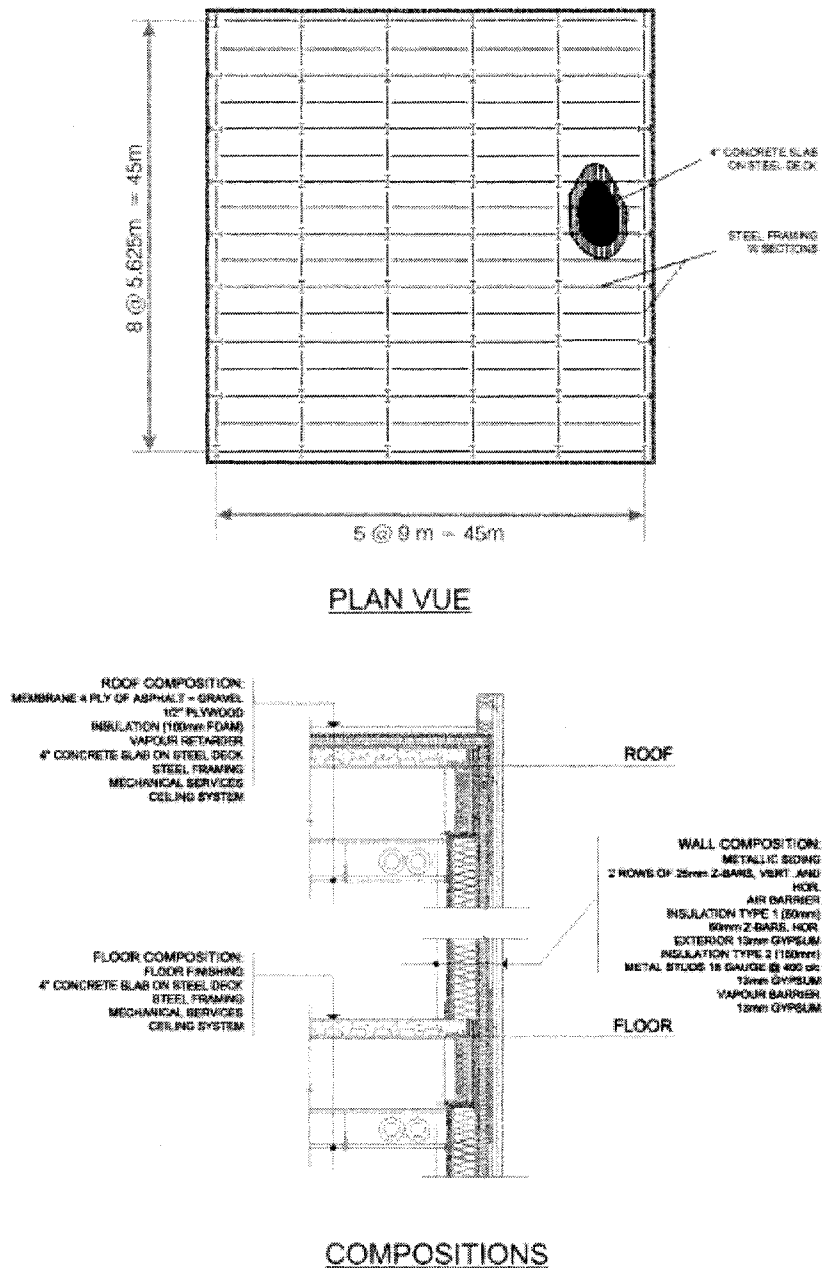 8 @ 5.625m = 45m
4" CONCRETE SLAB
ON STEEL DECK
STEEL FRAMING
W SECTIONS
5 @ 9 m = 45m
PLAN VUE
ROOF COMPOSITION:
MEMBRANE 4 PLY OF ASPHALT - GRAVEL
1/2" PLYWOOD
INSULATION (100mm FOAM)
VAPOUR RETARDER
4" CONCRETE SLAB ON STEEL DECK
STEEL FRAMING
MECHANICAL SERVICES
CEILING SYSTEM
ROOF
WALL COMPOSITION:
METALLIC SIDING
2 ROWS OF 25mm Z-BARS, VERT. AND
HOR.
AIR BARRIER
INSULATION TYPE 1 (50mm)
50mm Z-BARS, HOR.
EXTERIOR 13mm GYPSUM
INSULATION TYPE 2 (150mm)
METAL STUDS 18 GAUGE @ 400 c/c
13mm GYPSUM
VAPOUR BARRIER
13mm GYPSUM
FLOOR COMPOSITION:
FLOOR FINISHING
4" CONCRETE SLAB ON STEEL DECK
STEEL FRAMING
MECHANICAL SERVICES
CEILING SYSTEM
FLOOR
COMPOSITIONS